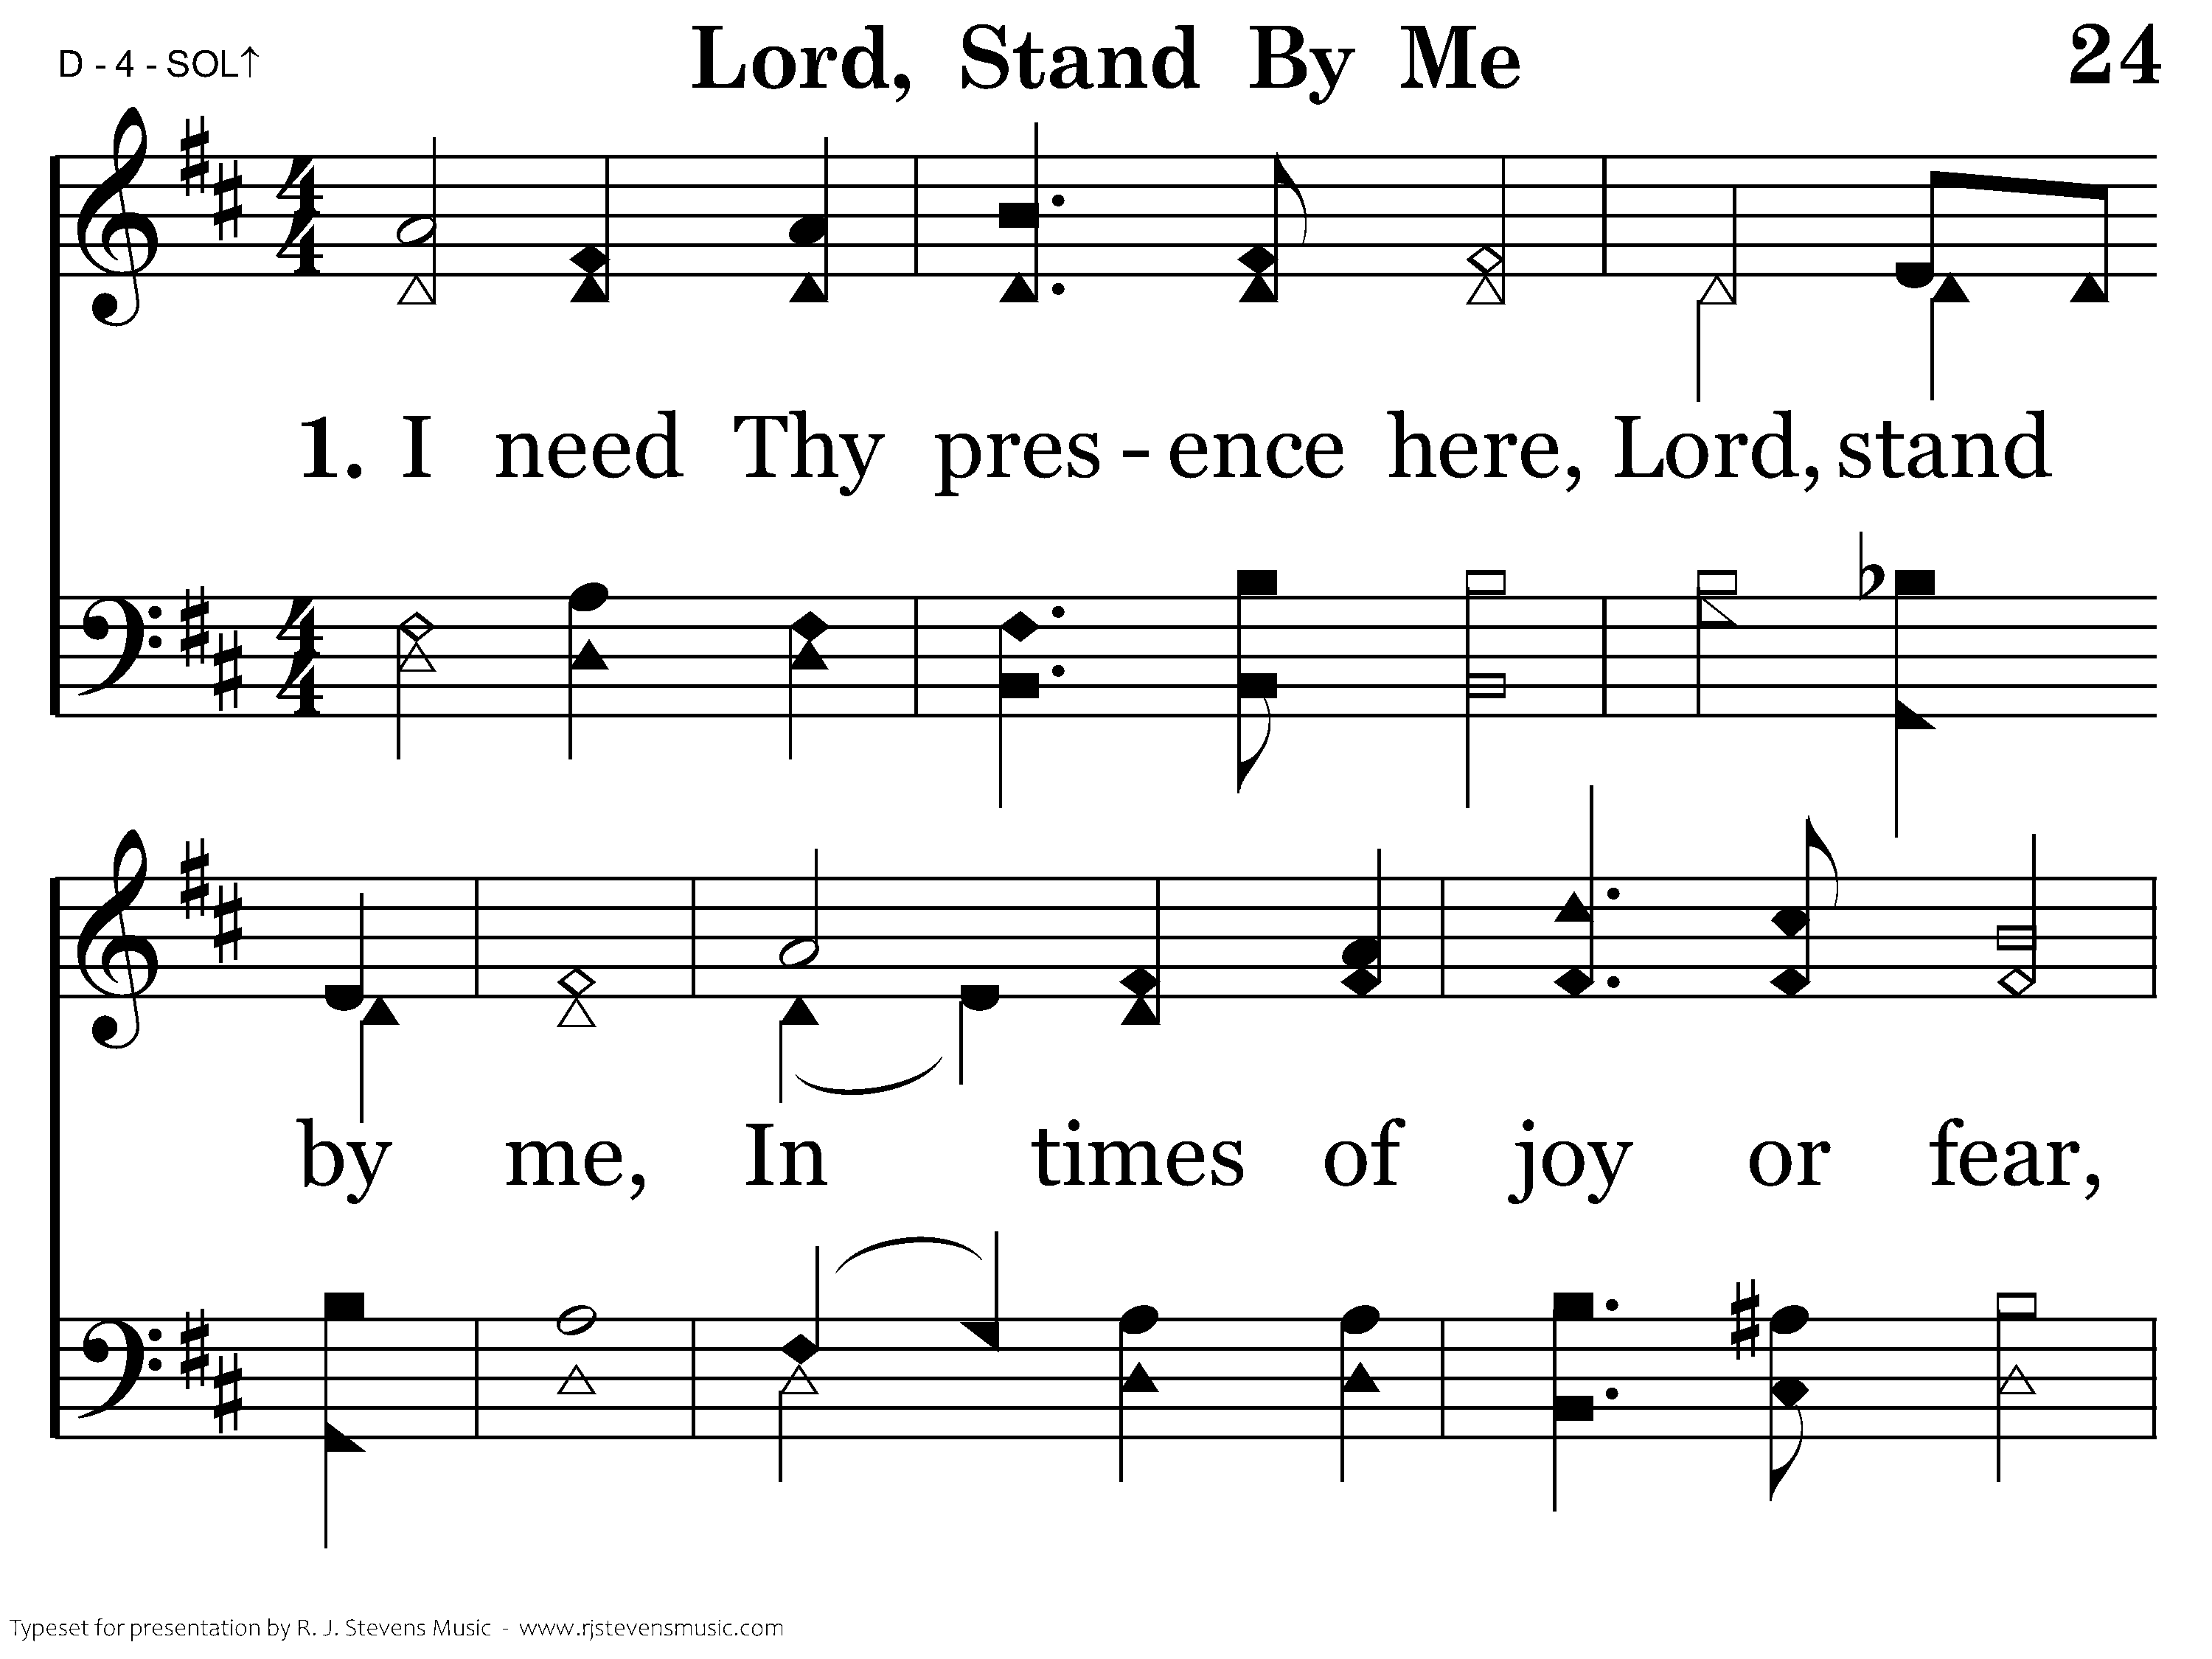 D - 4 - SOL↑ Lord, Stand By Me 24
1. I need Thy pres - ence here, Lord, stand
by me, In times of joy or fear,
Typeset for presentation by R. J. Stevens Music - www.rjstevensmusic.com